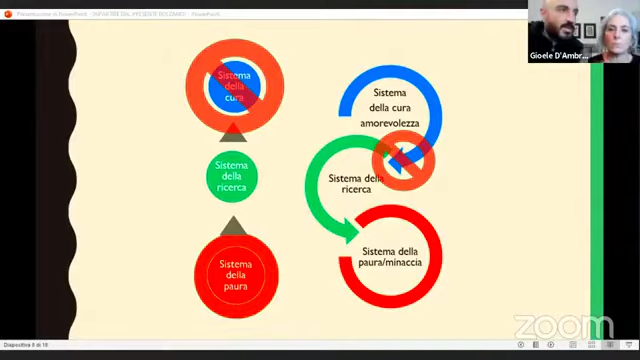 Sistema
della
cura
Sistema
della
ricerca
Sistema
della
paura
Sistema
della cura
amorevolezza
Sistema della
ricerca
Sistema della
paura/minaccia
Gioele D'Ambr...
zoom